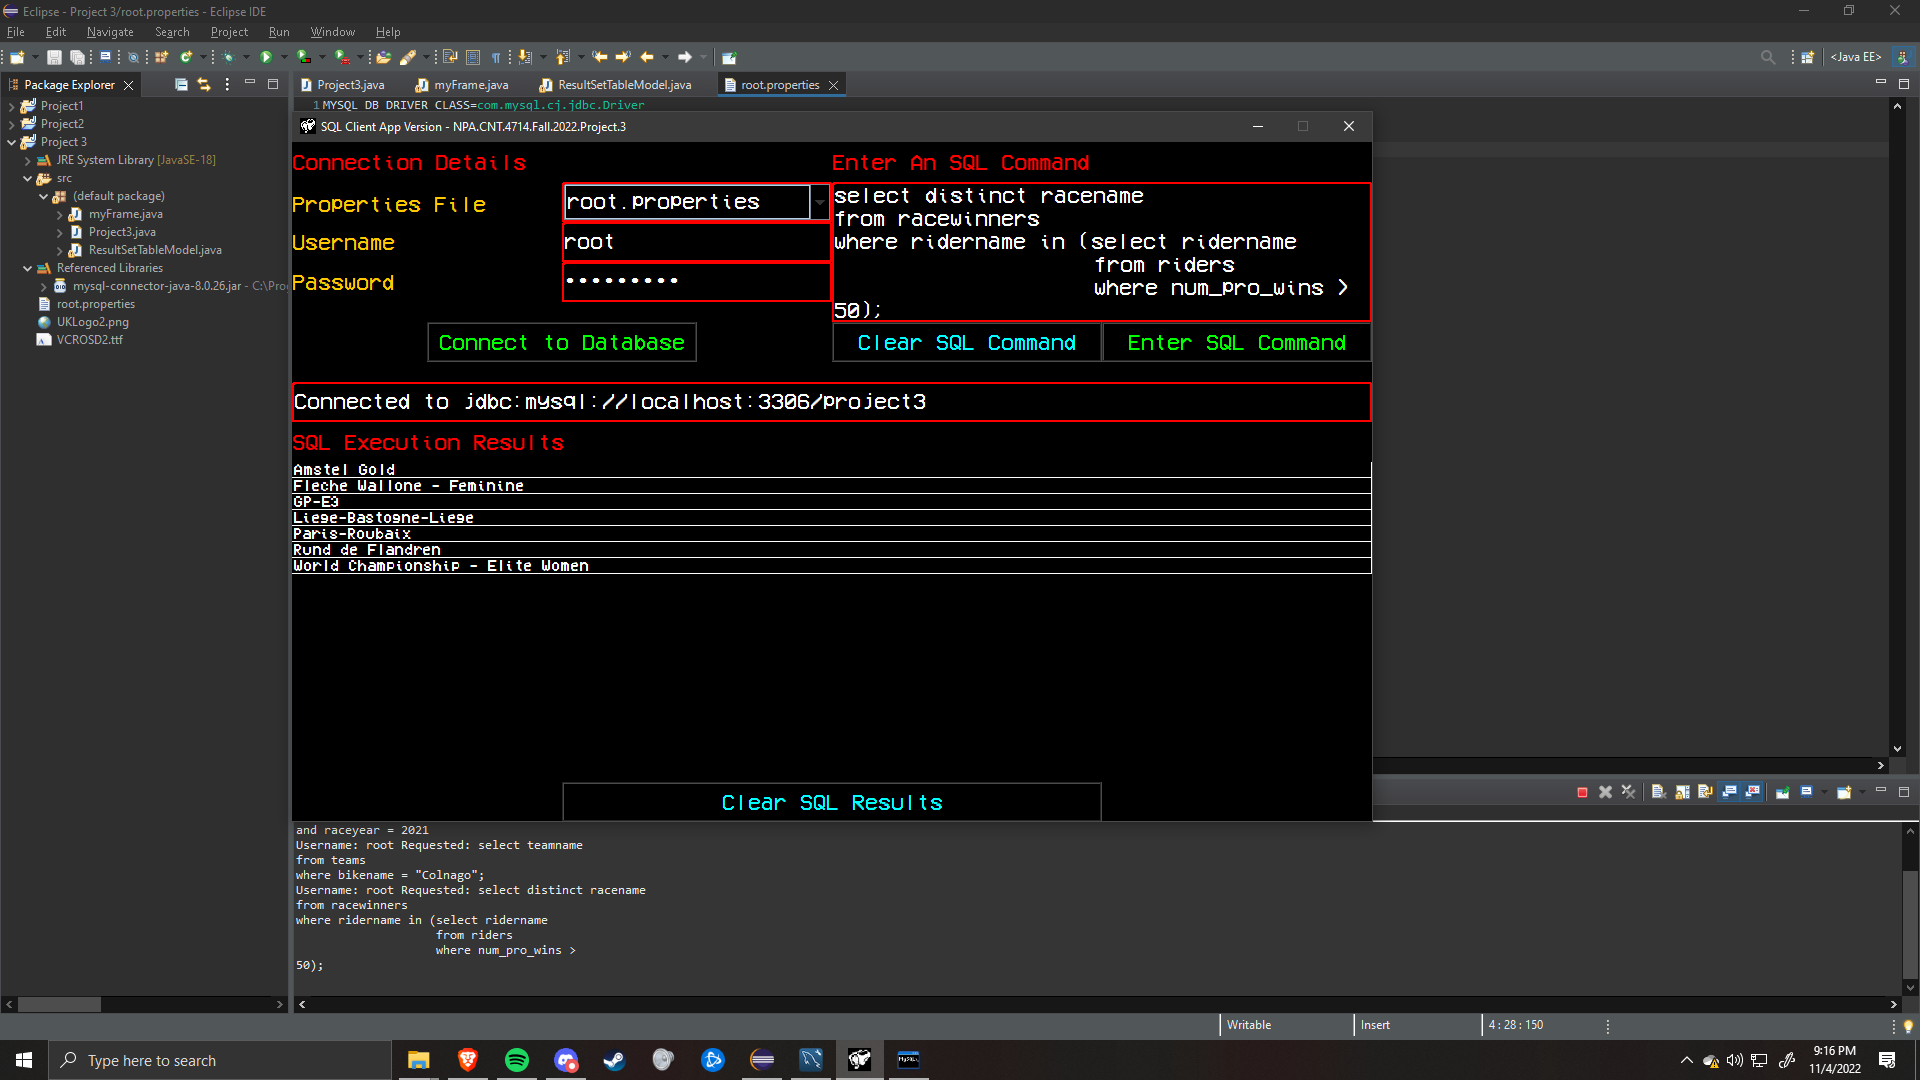 Eclipse - Project 3/root.properties - Eclipse IDE
File Edit Navigate Search Project Run Window Help
<Java EE>
Package Explorer
Project3.java myFrame.java ResultSetTableModel.java root.properties
Project1
Project2
Project 3
JRE System Library [JavaSE-18]
src
(default package)
myFrame.java
Project3.java
ResultSetTableModel.java
Referenced Libraries
mysql-connector-java-8.0.26.jar - C:\Pro
root.properties
UKLogo2.png
VCROSD2.ttf
1 MYSQL_DB_DRIVER_CLASS=com.mysql.cj.jdbc.Driver
SQL Client App Version - NPA.CNT.4714.Fall.2022.Project.3
Connection Details
Properties File root.properties
Username root
Password •••••••••
Connect to Database
Enter An SQL Command
select distinct racename
from racewinners
where ridername in (select ridername
from riders
where num_pro_wins >
50);
Clear SQL Command Enter SQL Command
Connected to jdbc:mysql://localhost:3306/project3
SQL Execution Results
Amstel Gold
Fleche Wallone - Feminine
GP-E3
Liege-Bastogne-Liege
Paris-Roubaix
Rund de Flandren
World Championship - Elite Women
Clear SQL Results
and raceyear = 2021
Username: root Requested: select teamname
from teams
where bikename = "Colnago";
Username: root Requested: select distinct racename
from racewinners
where ridername in (select ridername
from riders
where num_pro_wins >
50);
Writable Insert 4 : 28 : 150
Type here to search
MySQL
9:16 PM
11/4/2022